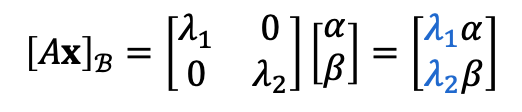 [Ax]_ℬ = [λ₁ 0; 0 λ₂] [α; β] = [λ₁α; λ₂β]